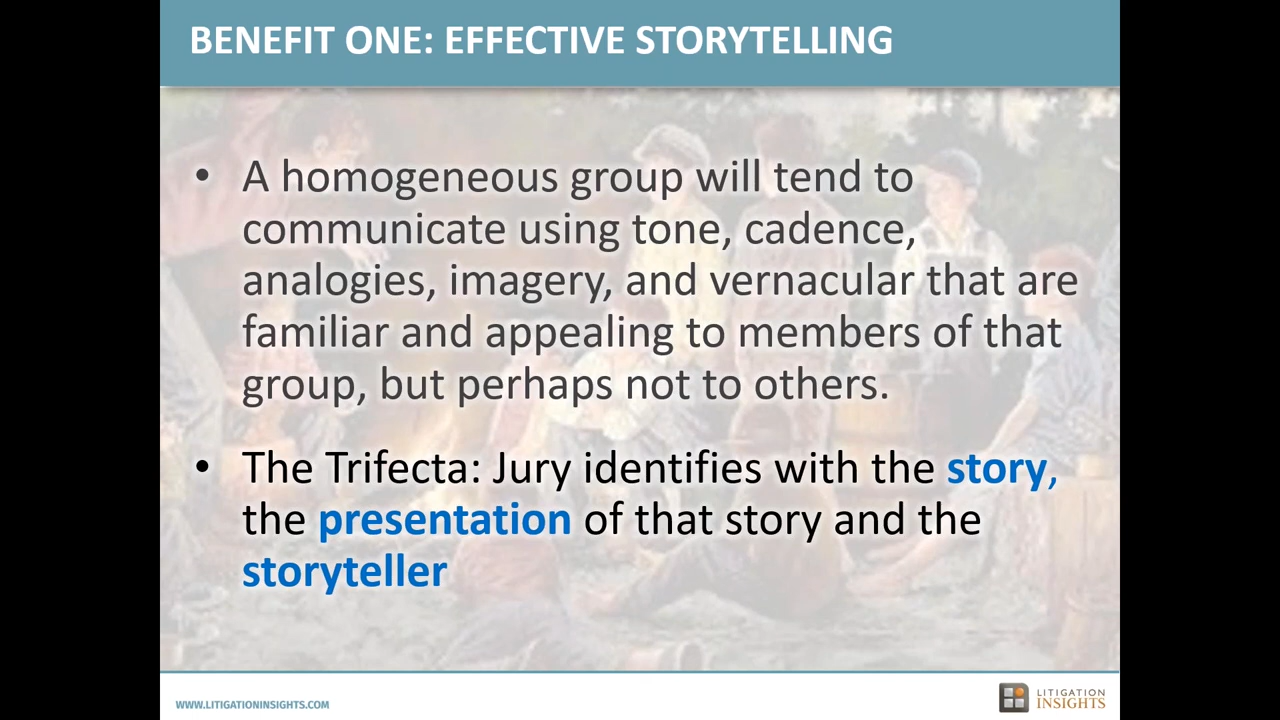 BENEFIT ONE: EFFECTIVE STORYTELLING
• A homogeneous group will tend to
communicate using tone, cadence,
analogies, imagery, and vernacular that are
familiar and appealing to members of that
group, but perhaps not to others.
• The Trifecta: Jury identifies with the story,
the presentation of that story and the
storyteller
WWW.LITIGATIONINSIGHTS.COM
LITIGATION
INSIGHTS